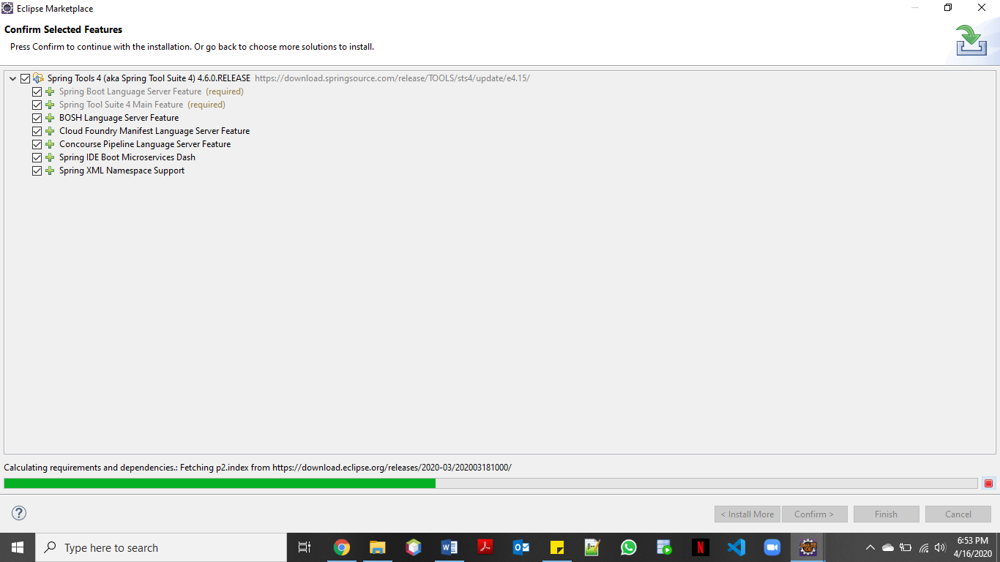 Eclipse Marketplace
Confirm Selected Features
Press Confirm to continue with the installation. Or go back to choose more solutions to install.
Spring Tools 4 (aka Spring Tool Suite 4) 4.6.0.RELEASE https://download.springsource.com/release/TOOLS/sts4/update/e4.15/
Spring Boot Language Server Feature (required)
Spring Tool Suite 4 Main Feature (required)
BOSH Language Server Feature
Cloud Foundry Manifest Language Server Feature
Concourse Pipeline Language Server Feature
Spring IDE Boot Microservices Dash
Spring XML Namespace Support
Calculating requirements and dependencies.: Fetching p2.index from https://download.eclipse.org/releases/2020-03/202003181000/
< Install More Confirm > Finish Cancel
Type here to search
6:53 PM
4/16/2020